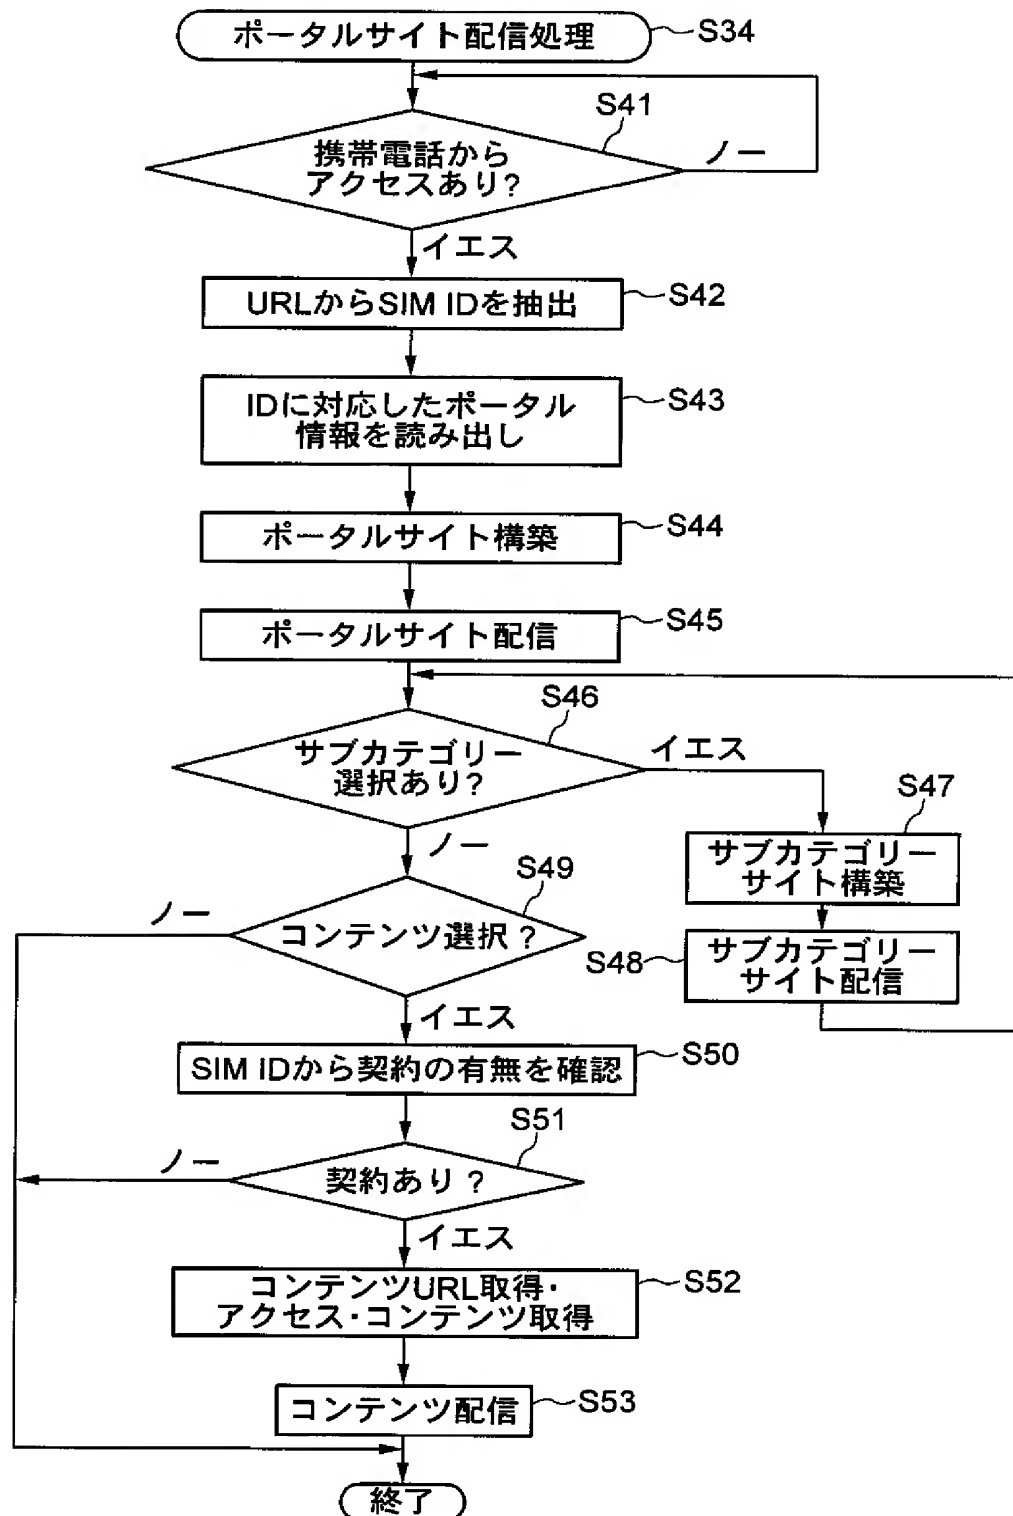 ポータルサイト配信処理
S34
S41
携帯電話から
アクセスあり?
ノー
イエス
URLからSIM IDを抽出
S42
IDに対応したポータル
情報を読み出し
S43
ポータルサイト構築
S44
ポータルサイト配信
S45
S46
サブカテゴリー
選択あり?
イエス
ノー
S47
サブカテゴリー
サイト構築
S48
サブカテゴリー
サイト配信
S49
コンテンツ選択?
ノー
イエス
SIM IDから契約の有無を確認
S50
S51
契約あり?
ノー
イエス
コンテンツURL取得・
アクセス・コンテンツ取得
S52
コンテンツ配信
S53
終了